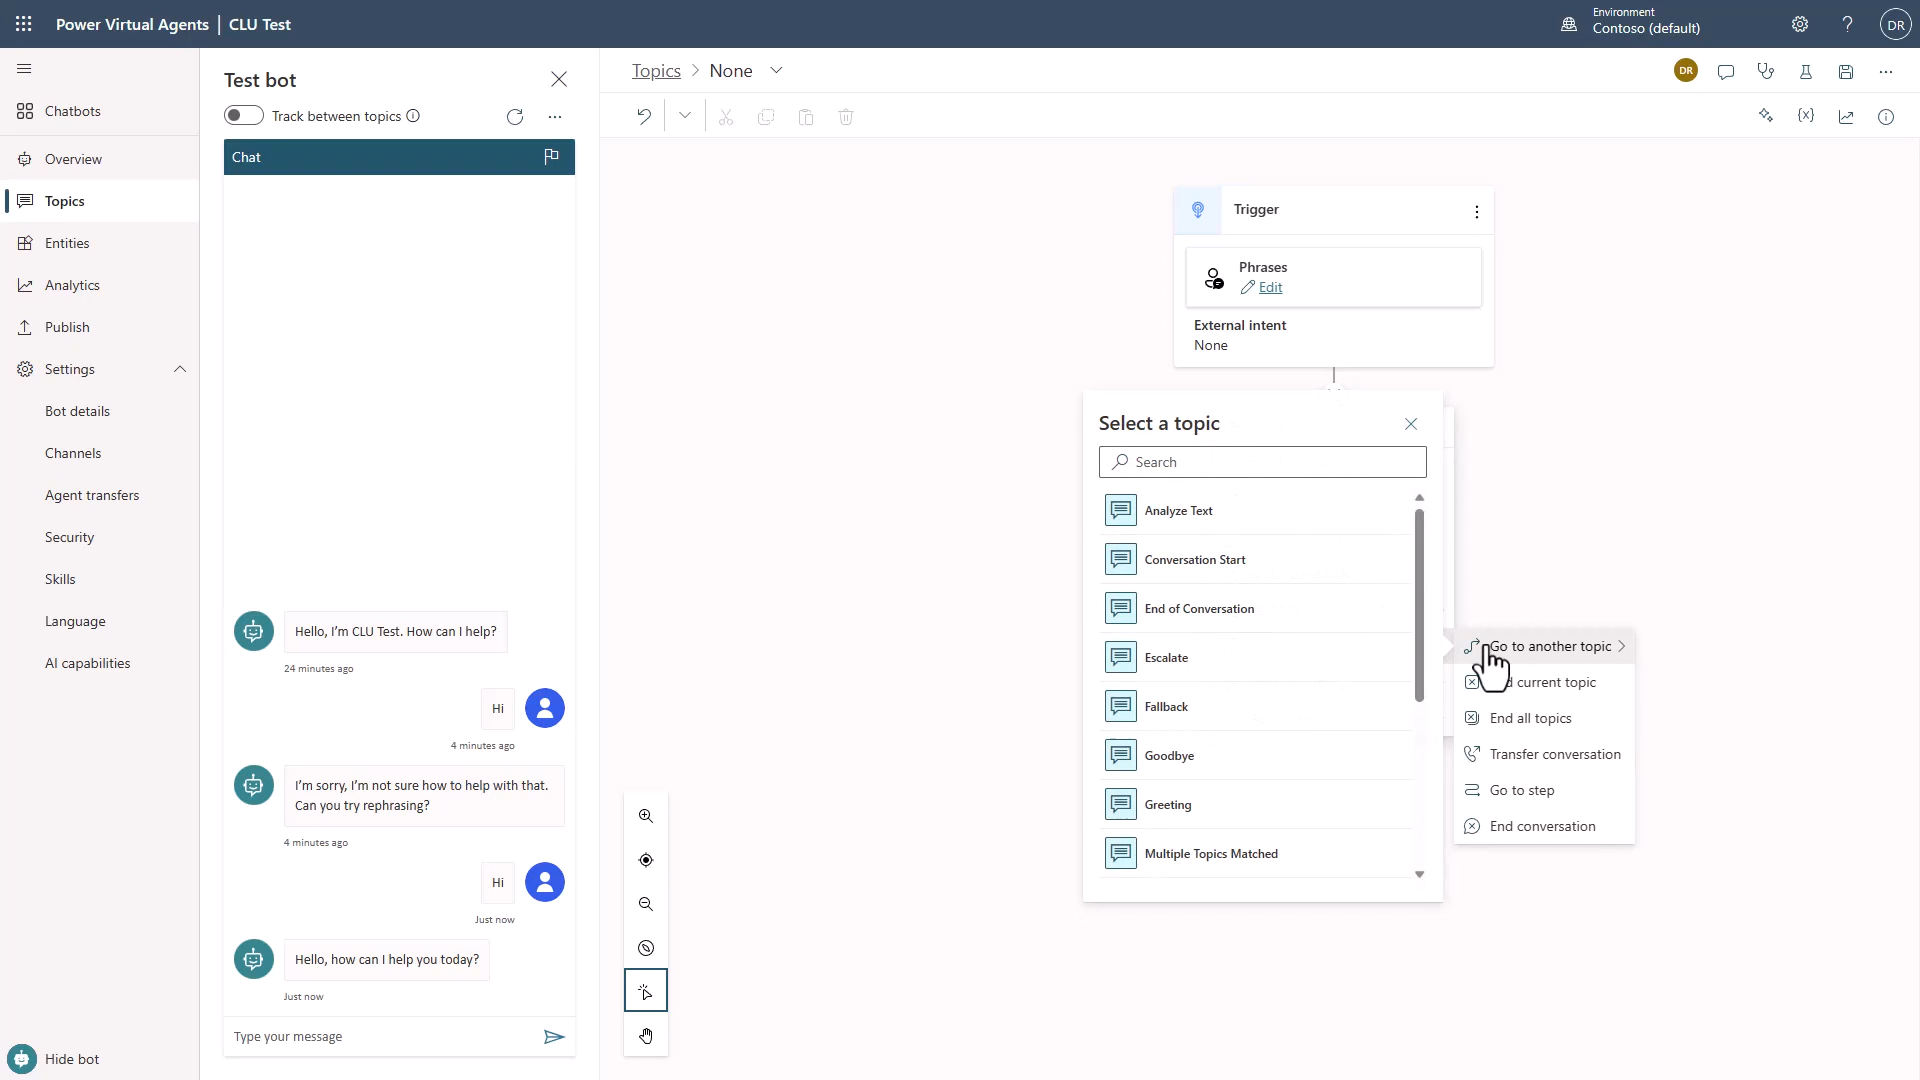 Power Virtual Agents | CLU Test
Environment
Contoso (default)
DR
Chatbots
Overview
Topics
Entities
Analytics
Publish
Settings
Bot details
Channels
Agent transfers
Security
Skills
Language
AI capabilities
Hide bot
Test bot
Track between topics
Chat
Hello, I'm CLU Test. How can I help?
24 minutes ago
Hi
4 minutes ago
I'm sorry, I'm not sure how to help with that.
Can you try rephrasing?
4 minutes ago
Hi
Just now
Hello, how can I help you today?
Just now
Type your message
Topics > None
DR
Trigger
Phrases
Edit
External intent
None
Select a topic
Search
Analyze Text
Conversation Start
End of Conversation
Escalate
Fallback
Goodbye
Greeting
Multiple Topics Matched
Go to another topic
current topic
End all topics
Transfer conversation
Go to step
End conversation